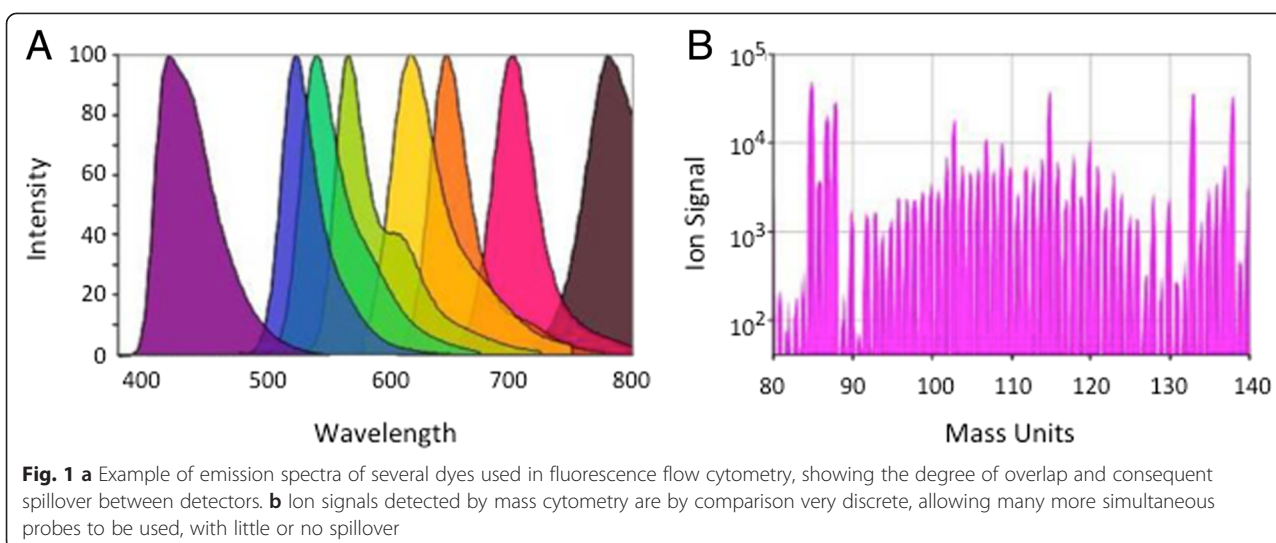 A
100
80
60
40
20
0
Intensity
400 500 600 700 800
Wavelength
B
10^5
10^4
10^3
10^2
Ion Signal
80 90 100 110 120 130 140
Mass Units
Fig. 1 a Example of emission spectra of several dyes used in fluorescence flow cytometry, showing the degree of overlap and consequent
spillover between detectors. b Ion signals detected by mass cytometry are by comparison very discrete, allowing many more simultaneous
probes to be used, with little or no spillover